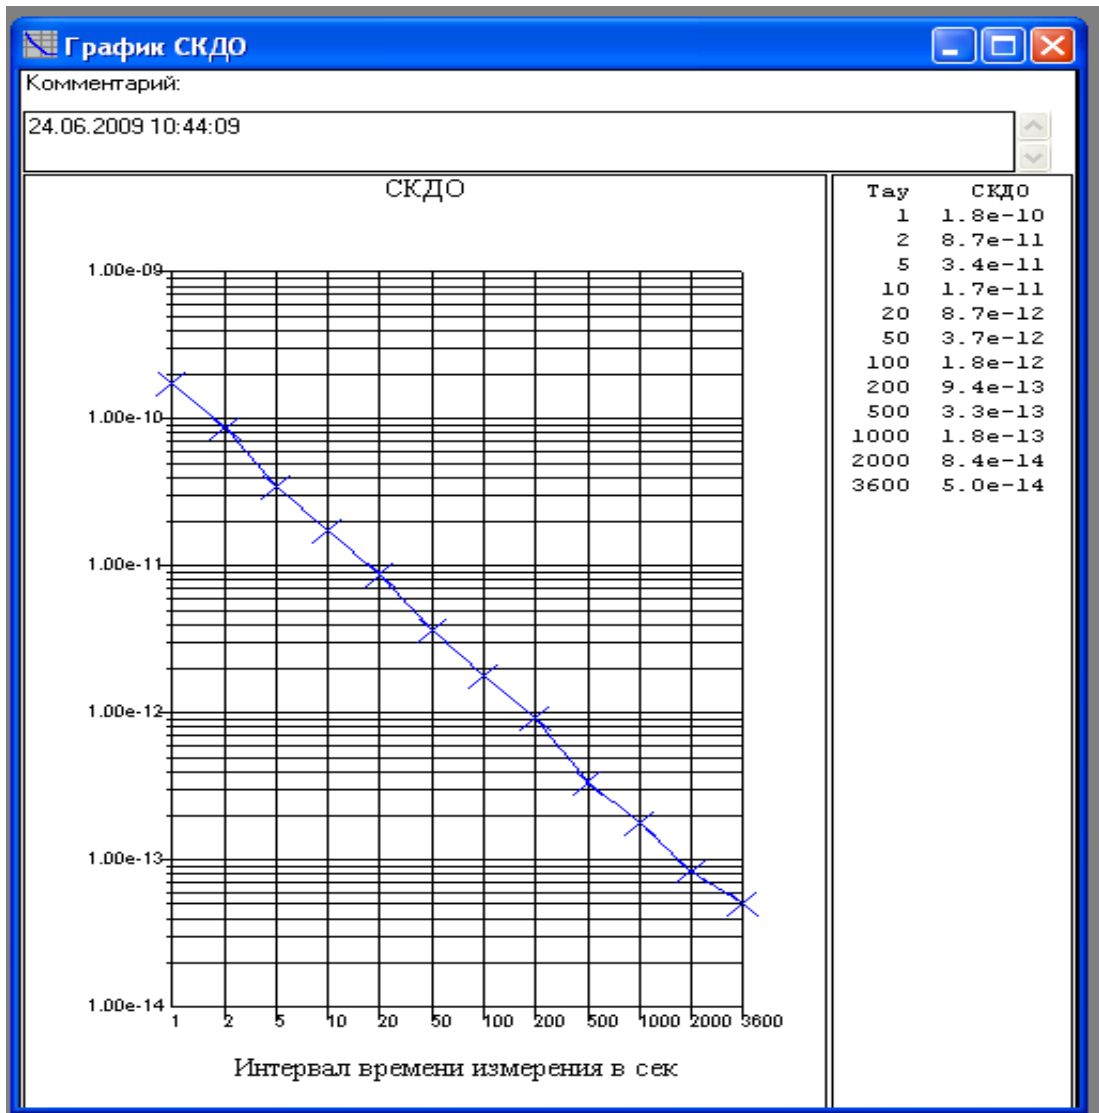 График СКДО
Комментарий:
24.06.2009 10:44:09
СКДО
1.00e-09
1.00e-10
1.00e-11
1.00e-12
1.00e-13
1.00e-14
1 2 5 10 20 50 100 200 500 1000 2000 3600
Интервал времени измерения в сек
Тау СКДО
1 1.8e-10
2 8.7e-11
5 3.4e-11
10 1.7e-11
20 8.7e-12
50 3.7e-12
100 1.8e-12
200 9.4e-13
500 3.3e-13
1000 1.8e-13
2000 8.4e-14
3600 5.0e-14